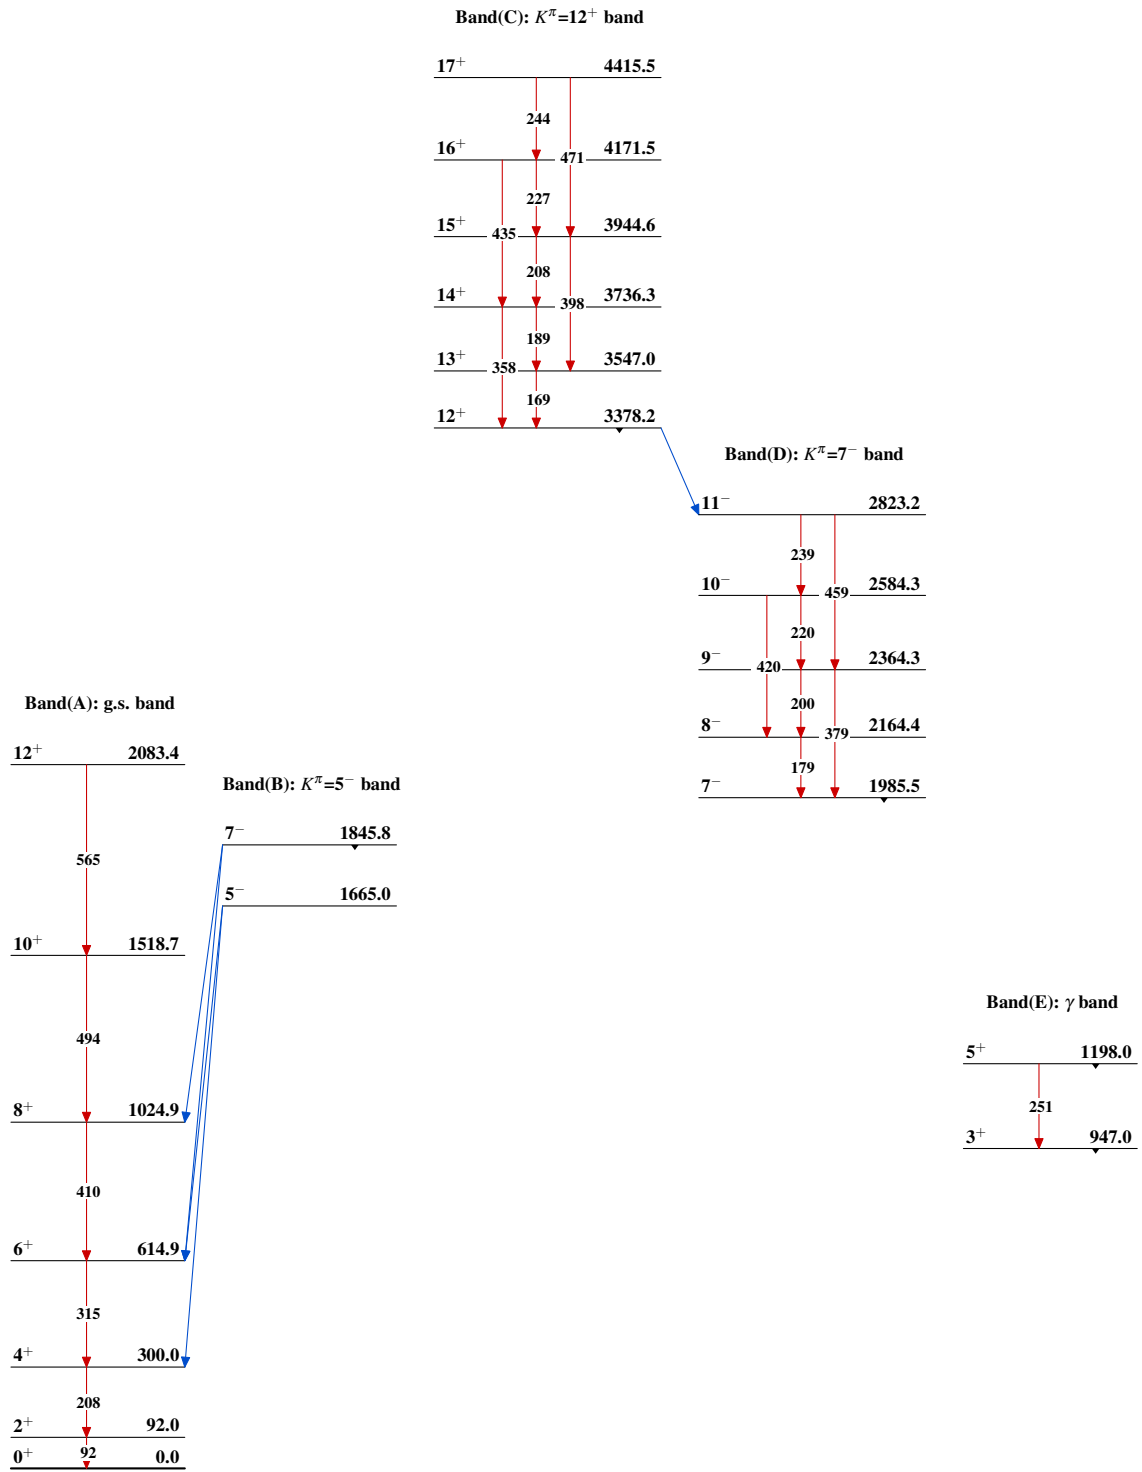 Band(C): K^π=12⁺ band
17⁺ 4415.5
244
16⁺ 471 4171.5
227
15⁺ 435 3944.6
208
14⁺ 398 3736.3
189
13⁺ 358 3547.0
169
12⁺ 3378.2
Band(D): K^π=7⁻ band
11⁻ 2823.2
239
10⁻ 459 2584.3
220
9⁻ 420 2364.3
200
8⁻ 379 2164.4
179
7⁻ 1985.5
Band(A): g.s. band
12⁺ 2083.4
565
10⁺ 1518.7
494
8⁺ 1024.9
410
6⁺ 614.9
315
4⁺ 300.0
208
2⁺ 92.0
92
0⁺ 0.0
Band(B): K^π=5⁻ band
7⁻ 1845.8
5⁻ 1665.0
Band(E): γ band
5⁺ 1198.0
251
3⁺ 947.0